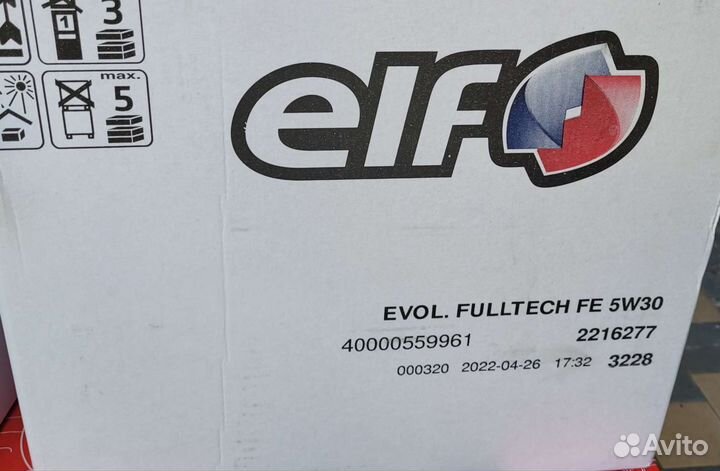 3
max.
5
elf
EVOL. FULLTECH FE 5W30
40000559961 2216277
000320 2022-04-26 17:32 3228
Avito